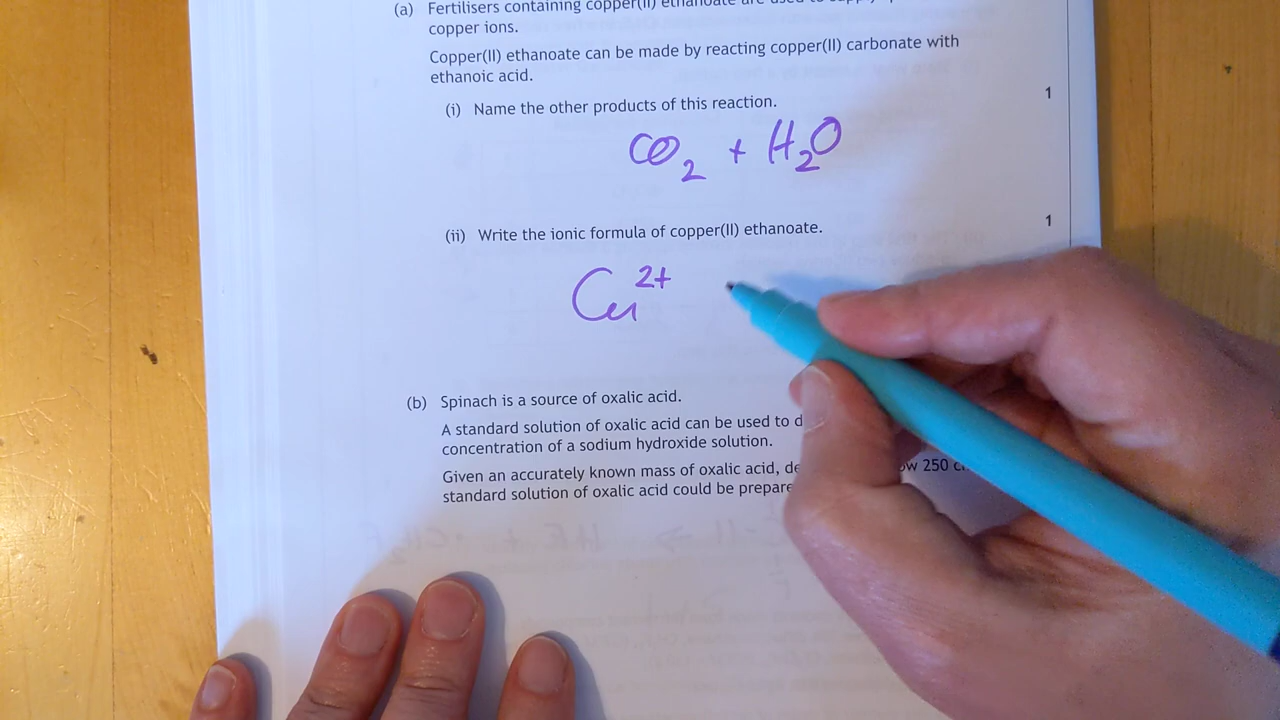 (a) Fertilisers containing copper(II) ethanoate are used to supply
copper ions.
Copper(II) ethanoate can be made by reacting copper(II) carbonate with
ethanoic acid.
(i) Name the other products of this reaction. 1
CO₂ + H₂O
(ii) Write the ionic formula of copper(II) ethanoate. 1
Cu²⁺
(b) Spinach is a source of oxalic acid.
A standard solution of oxalic acid can be used to d
concentration of a sodium hydroxide solution.
Given an accurately known mass of oxalic acid, de ow 250 c
standard solution of oxalic acid could be prepare